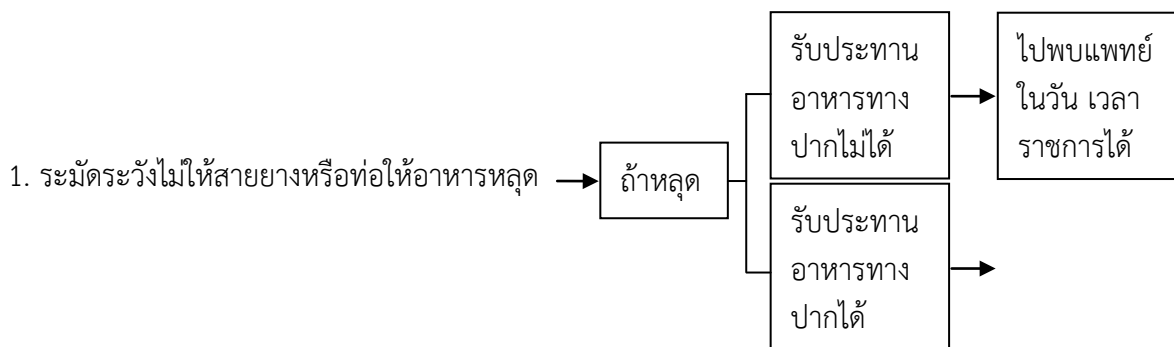 1. ระมัดระวังไม่ให้สายยางหรือท่อให้อาหารหลุด
ถ้าหลุด
รับประทาน
อาหารทาง
ปากไม่ได้
ไปพบแพทย์
ในวัน เวลา
ราชการได้
รับประทาน
อาหารทาง
ปากได้